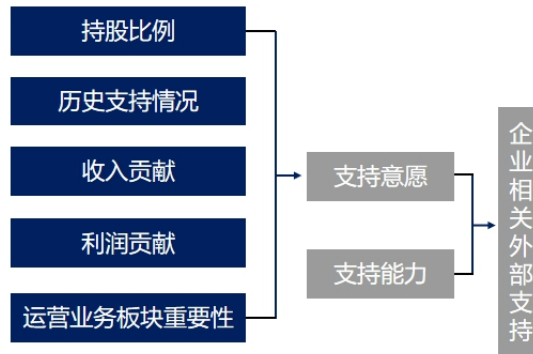 持股比例
历史支持情况
收入贡献
利润贡献
运营业务板块重要性
支持意愿
支持能力
企业相关外部支持